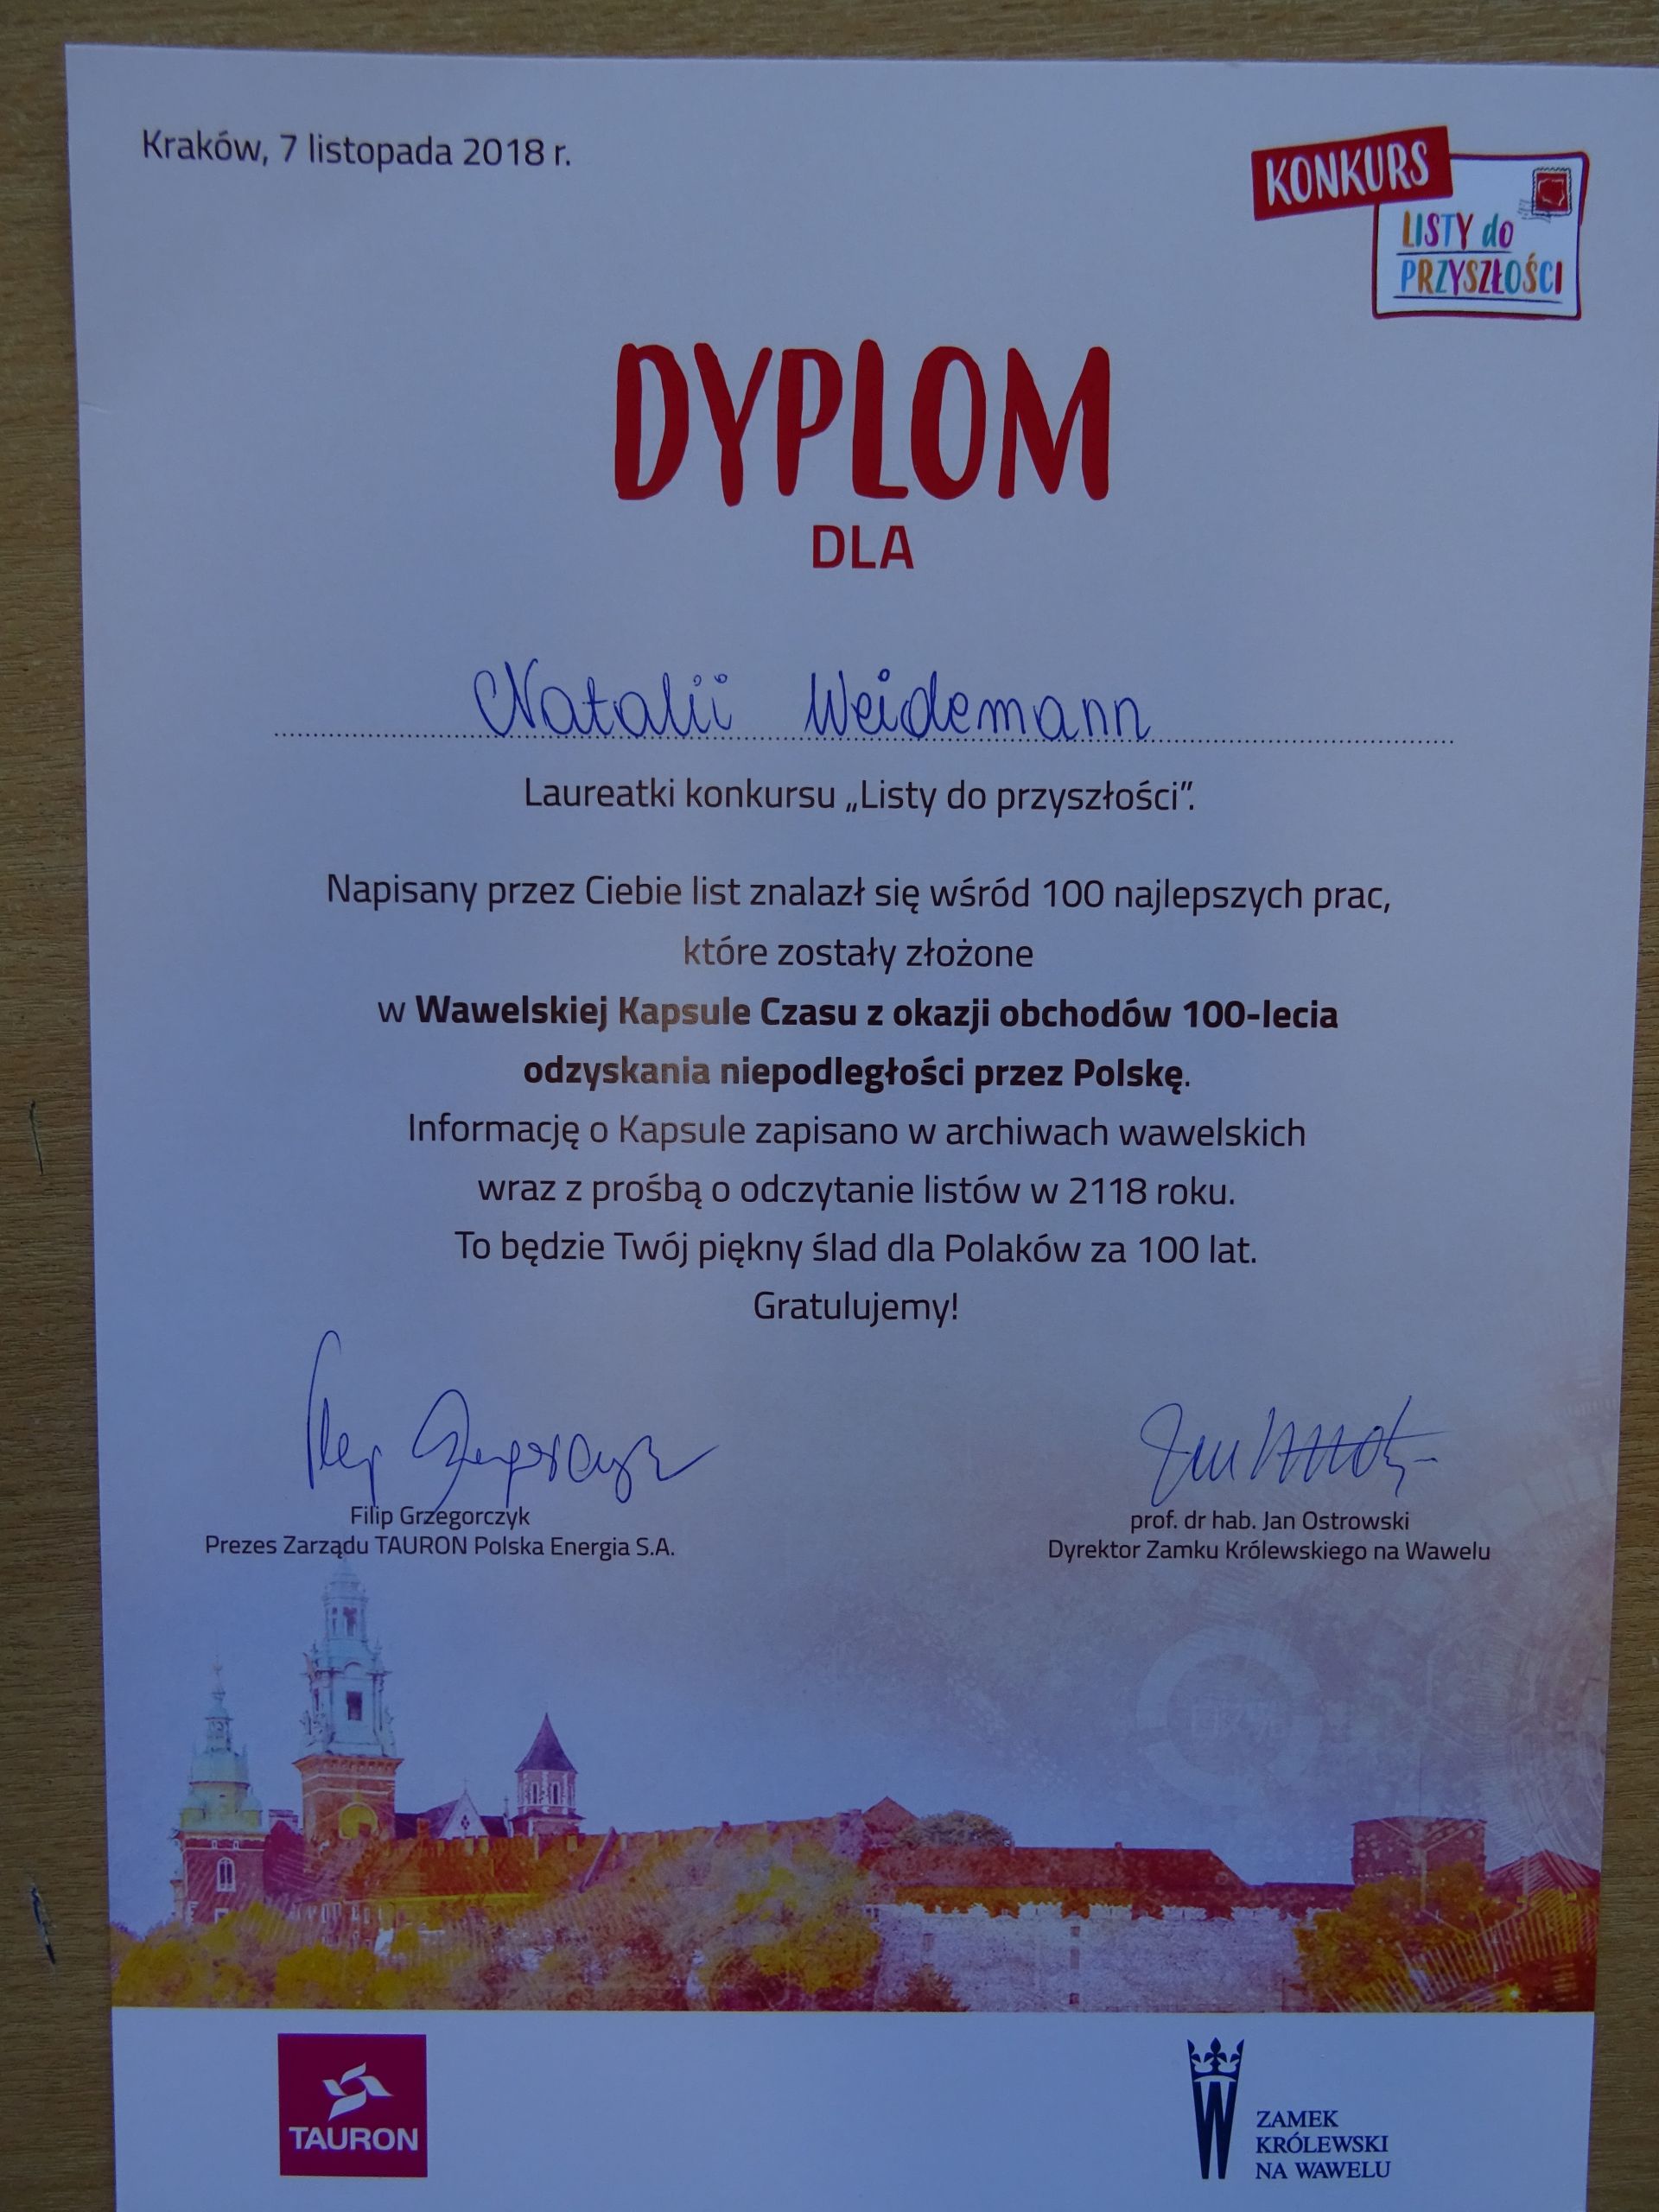 Kraków, 7 listopada 2018 r.
KONKURS
LISTY do
PRZYSZŁOŚCI
DYPLOM
DLA
Natalii Weidemann
Laureatki konkursu „Listy do przyszłości”.
Napisany przez Ciebie list znalazł się wśród 100 najlepszych prac,
które zostały złożone
w Wawelskiej Kapsule Czasu z okazji obchodów 100-lecia
odzyskania niepodległości przez Polskę.
Informację o Kapsule zapisano w archiwach wawelskich
wraz z prośbą o odczytanie listów w 2118 roku.
To będzie Twój piękny ślad dla Polaków za 100 lat.
Gratulujemy!
Filip Grzegorczyk
Prezes Zarządu TAURON Polska Energia S.A.
prof. dr hab. Jan Ostrowski
Dyrektor Zamku Królewskiego na Wawelu
TAURON
ZAMEK
KRÓLEWSKI
NA WAWELU